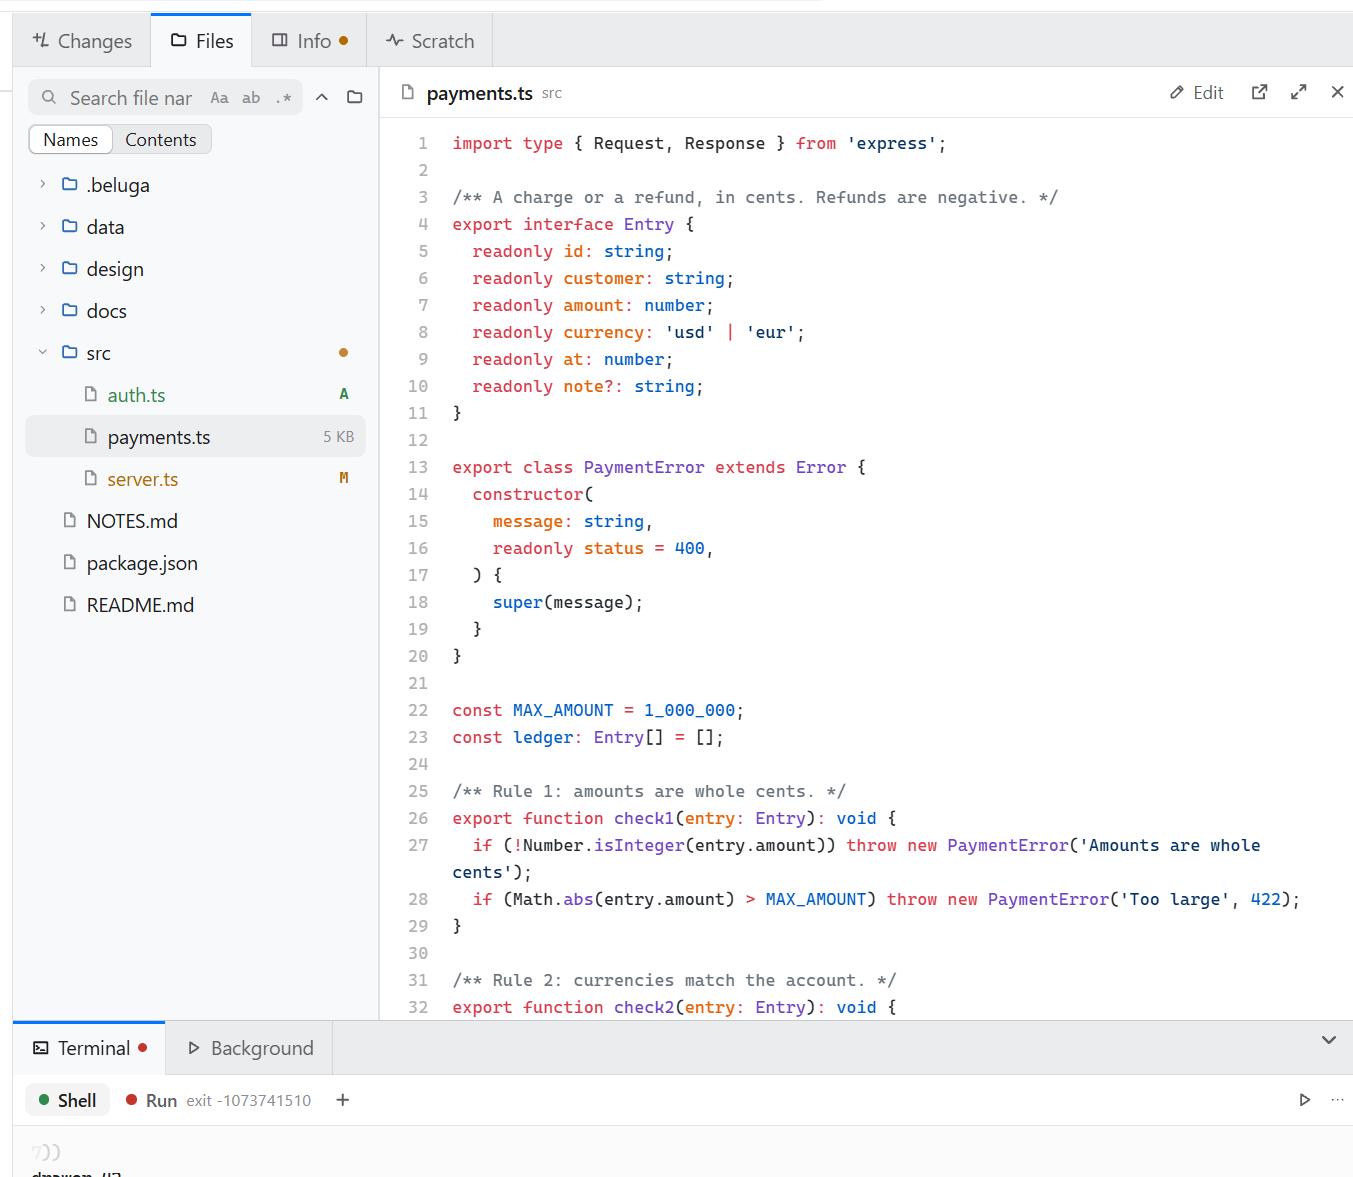 Changes
Files
Info
Scratch
Search file nar Aa ab .*
Names Contents
.beluga
data
design
docs
src
auth.ts A
payments.ts 5 KB
server.ts M
NOTES.md
package.json
README.md
payments.ts src
Edit
1 import type { Request, Response } from 'express';
2
3 /** A charge or a refund, in cents. Refunds are negative. */
4 export interface Entry {
5 readonly id: string;
6 readonly customer: string;
7 readonly amount: number;
8 readonly currency: 'usd' | 'eur';
9 readonly at: number;
10 readonly note?: string;
11 }
12
13 export class PaymentError extends Error {
14 constructor(
15 message: string,
16 readonly status = 400,
17 ) {
18 super(message);
19 }
20 }
21
22 const MAX_AMOUNT = 1_000_000;
23 const ledger: Entry[] = [];
24
25 /** Rule 1: amounts are whole cents. */
26 export function check1(entry: Entry): void {
27 if (!Number.isInteger(entry.amount)) throw new PaymentError('Amounts are whole
cents');
28 if (Math.abs(entry.amount) > MAX_AMOUNT) throw new PaymentError('Too large', 422);
29 }
30
31 /** Rule 2: currencies match the account. */
32 export function check2(entry: Entry): void {
Terminal
Background
Shell
Run exit -1073741510
7))